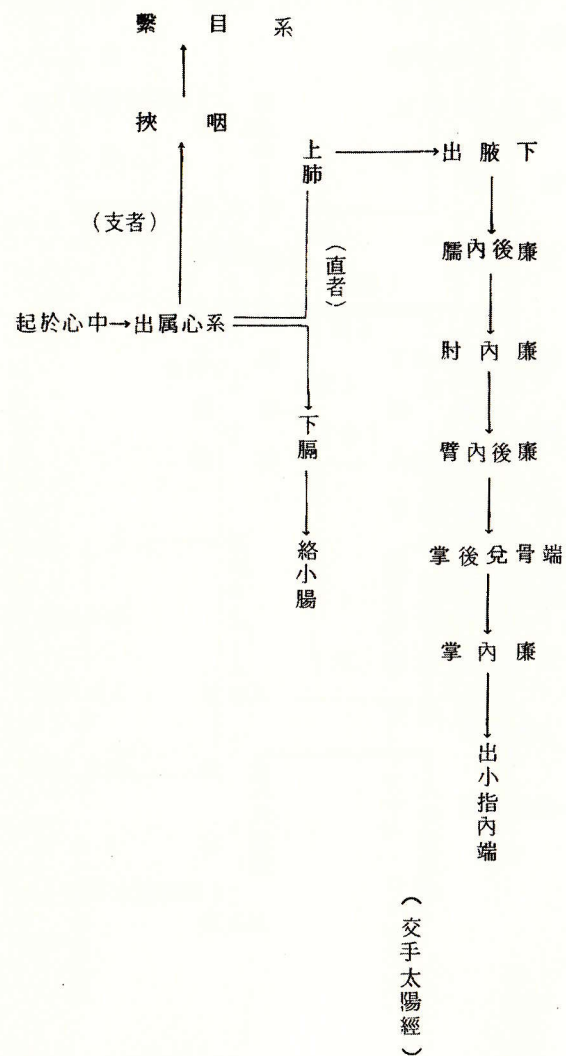 繫目系
挾咽
(支者)
起於心中→出属心系
上肺
(直者)
下膈
絡小腸
出腋下
臑內後廉
肘內廉
臂內後廉
掌後兌骨端
掌內廉
出小指內端
(交手太陽經)